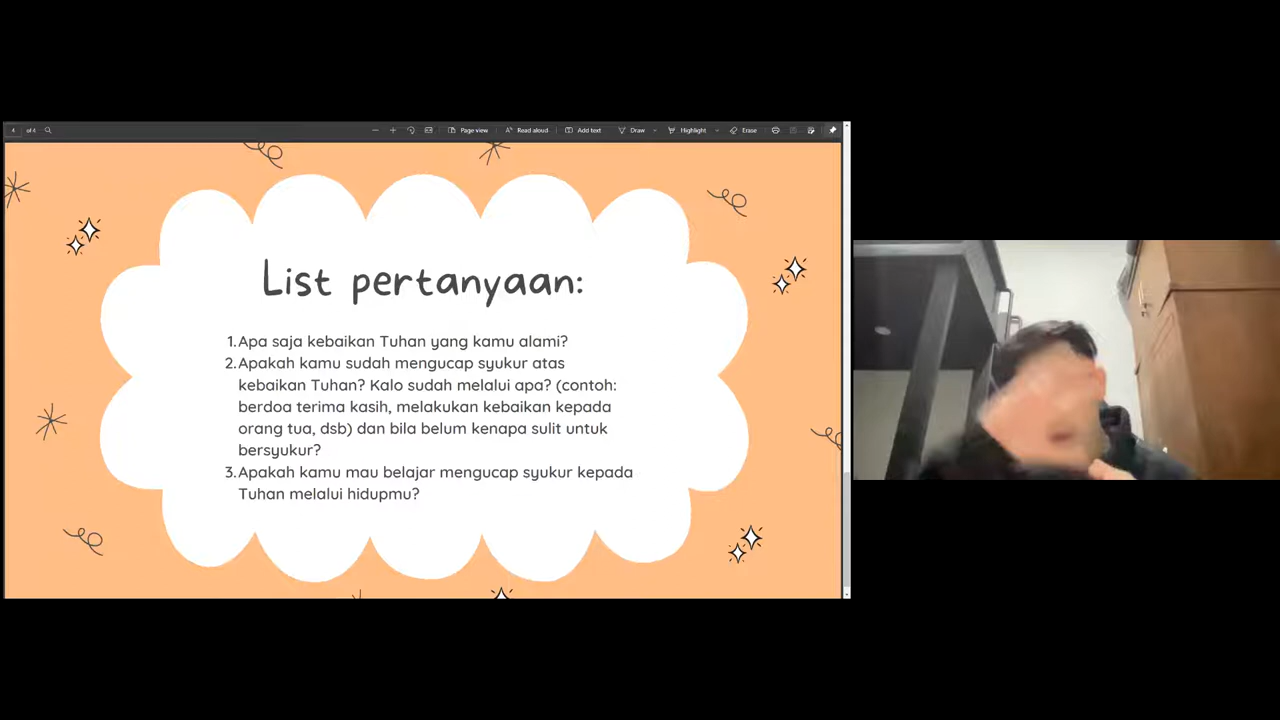 4 of 4 Page view Read aloud Add text Draw Highlight Erase
List pertanyaan:
1.Apa saja kebaikan Tuhan yang kamu alami?
2.Apakah kamu sudah mengucap syukur atas
kebaikan Tuhan? Kalo sudah melalui apa? (contoh:
berdoa terima kasih, melakukan kebaikan kepada
orang tua, dsb) dan bila belum kenapa sulit untuk
bersyukur?
3.Apakah kamu mau belajar mengucap syukur kepada
Tuhan melalui hidupmu?